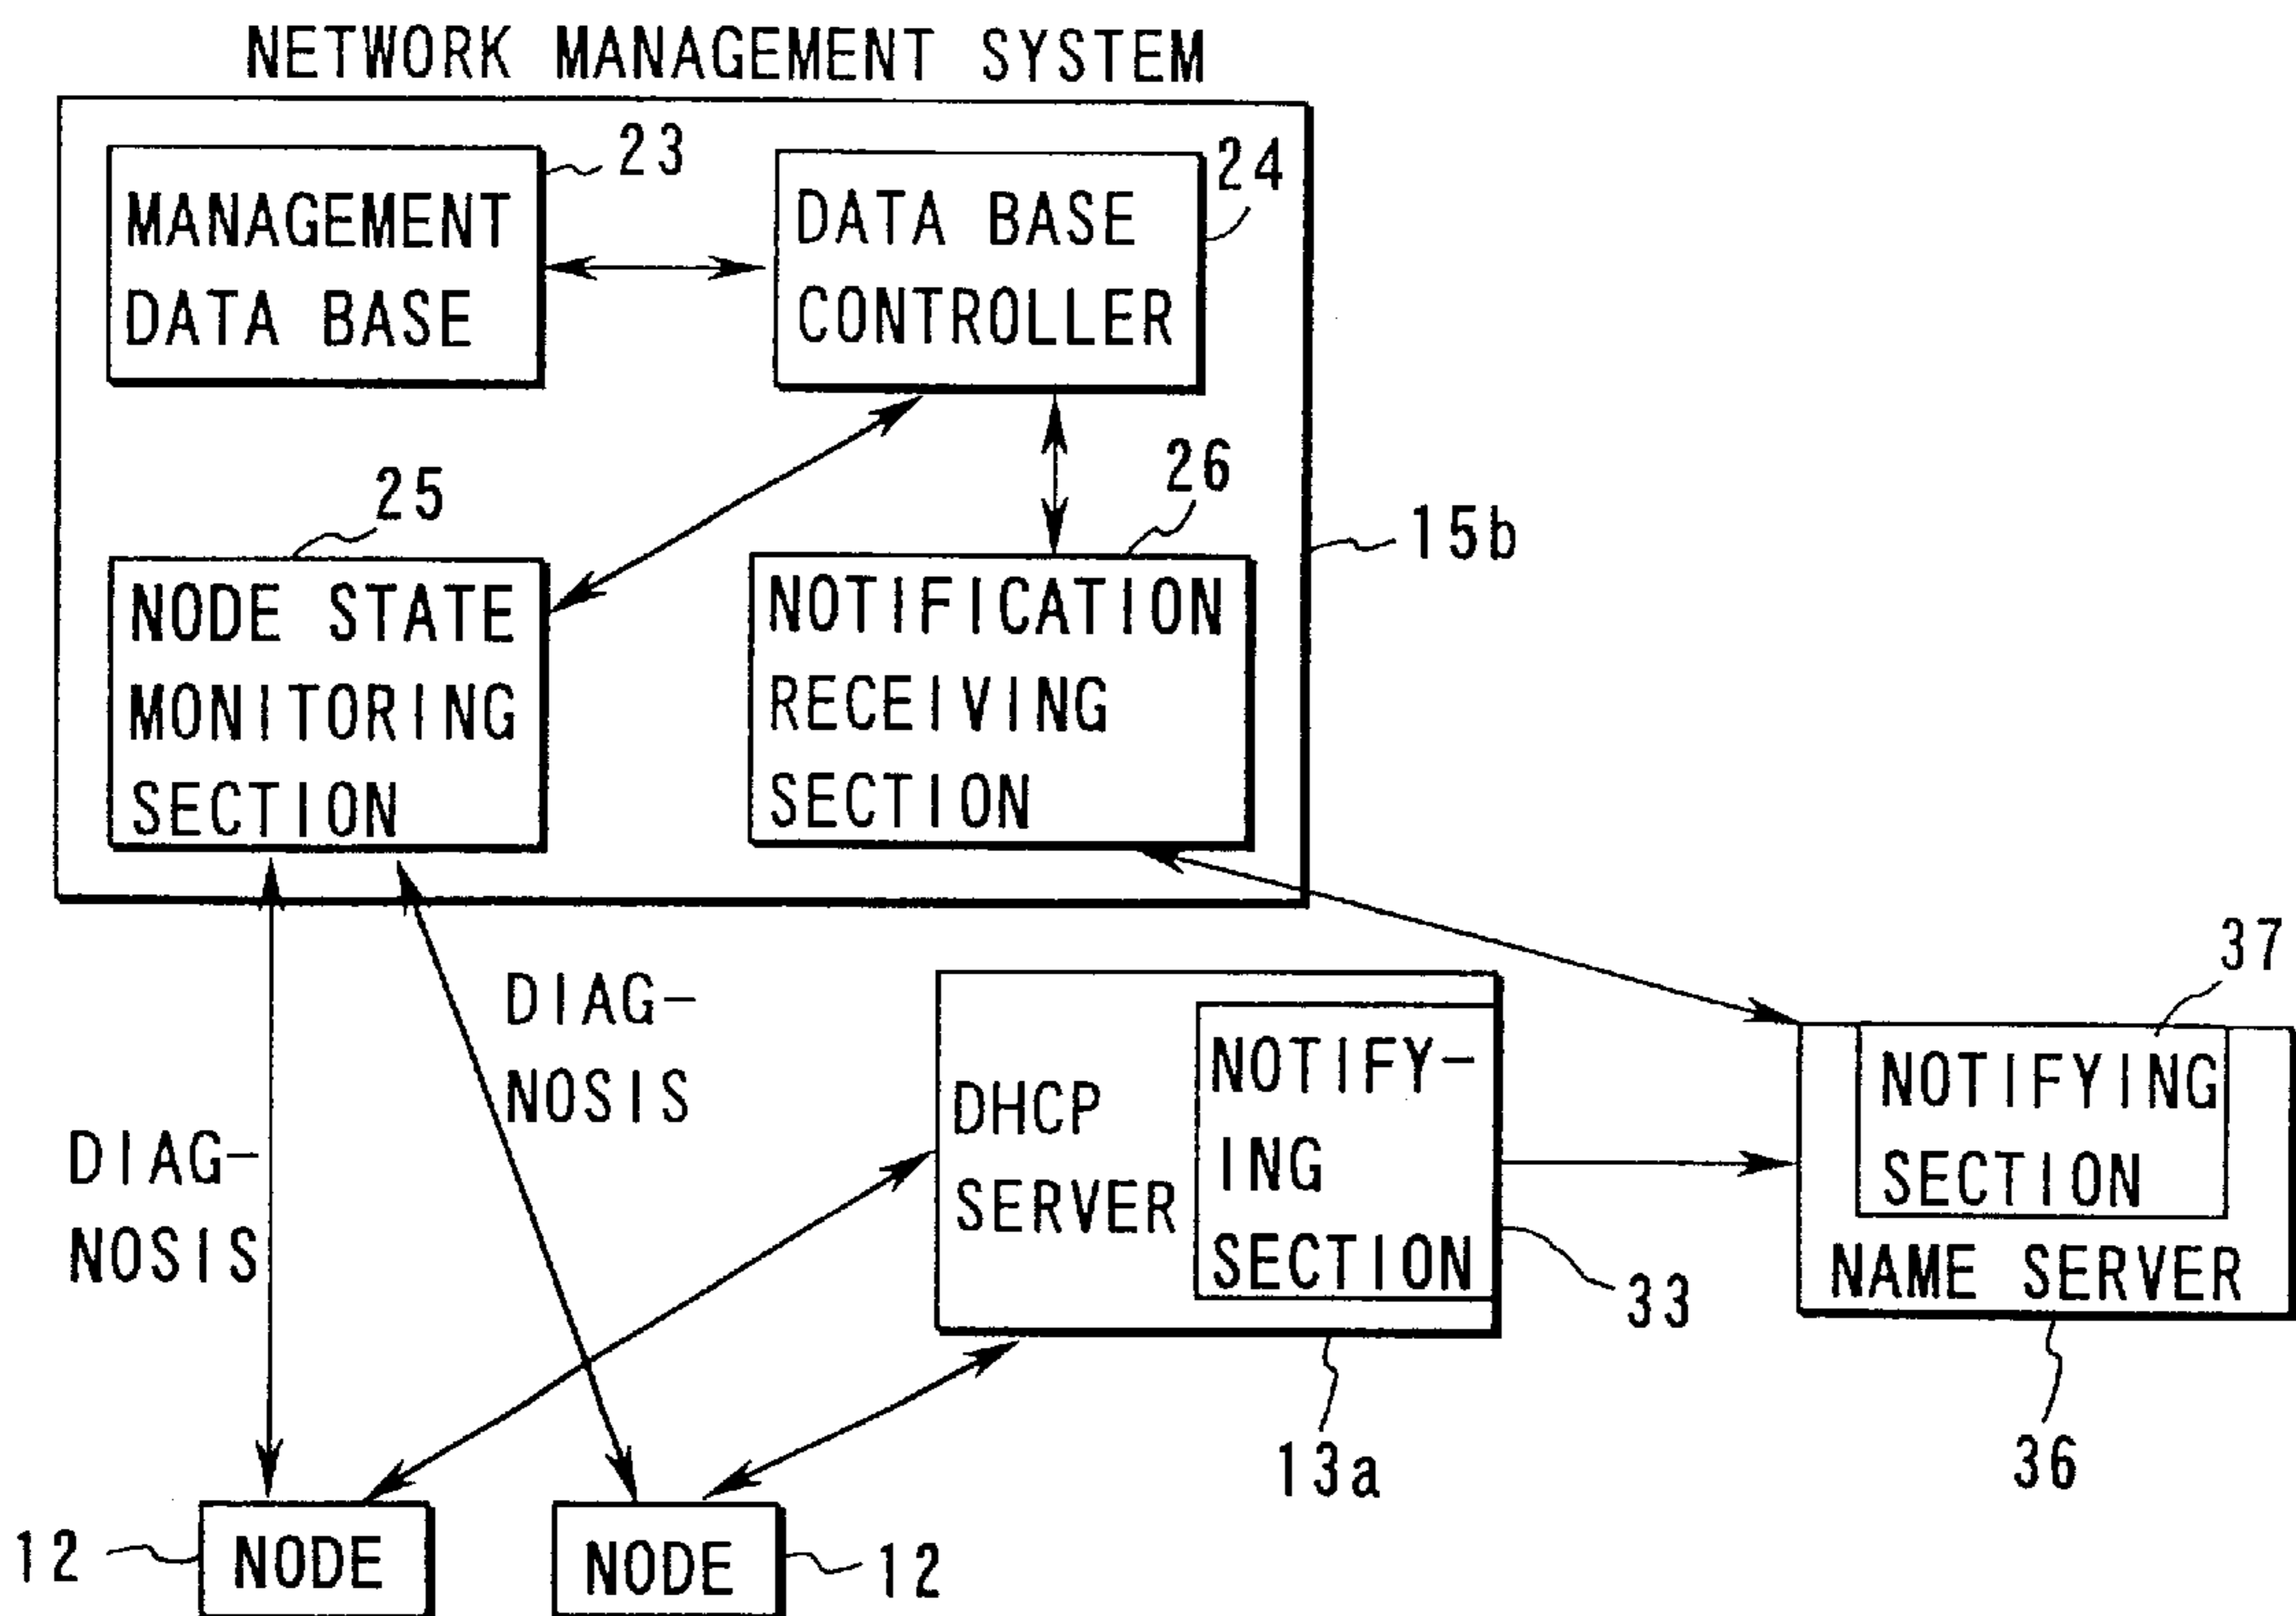 NETWORK MANAGEMENT SYSTEM
23
MANAGEMENT
DATA BASE
24
DATA BASE
CONTROLLER
25
NODE STATE
MONITORING
SECTION
26
NOTIFICATION
RECEIVING
SECTION
15b
DIAG-
NOSIS
DIAG-
NOSIS
DHCP
SERVER
NOTIFY-
ING
SECTION
33
13a
37
NOTIFYING
SECTION
NAME SERVER
36
12
NODE
NODE
12